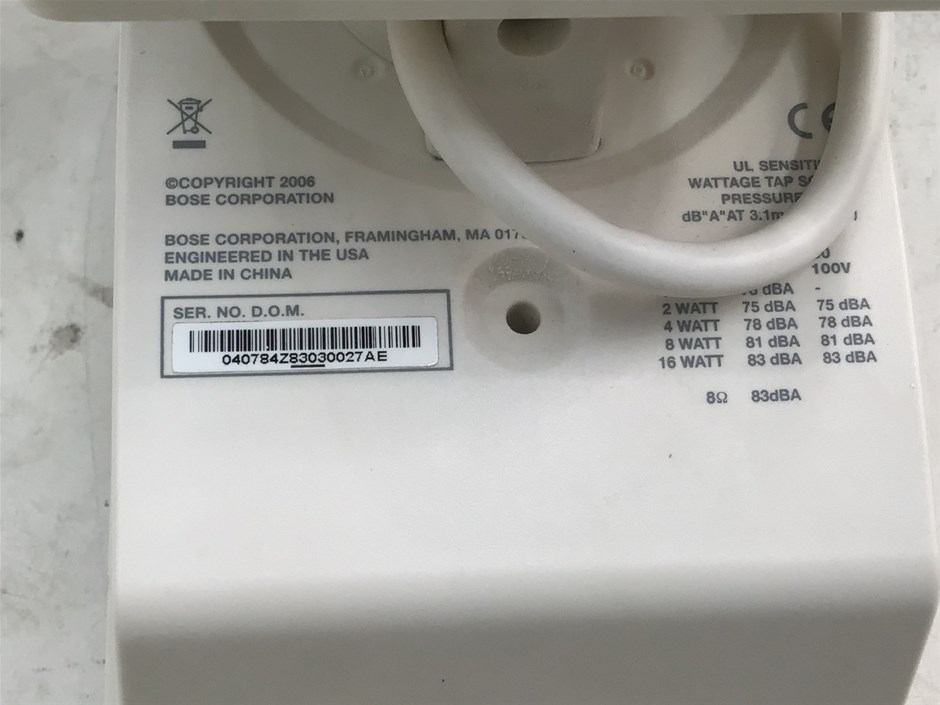 ©COPYRIGHT 2006
BOSE CORPORATION
BOSE CORPORATION, FRAMINGHAM, MA
ENGINEERED IN THE USA
MADE IN CHINA
SER. NO. D.O.M.
040784Z83030027AE
CE
UL
WATTAGE TAP
PRESSURE
dB"A"AT 3.1m
100V
dBA -
2 WATT 75 dBA 75 dBA
4 WATT 78 dBA 78 dBA
8 WATT 81 dBA 81 dBA
16 WATT 83 dBA 83 dBA
8Ω 83dBA